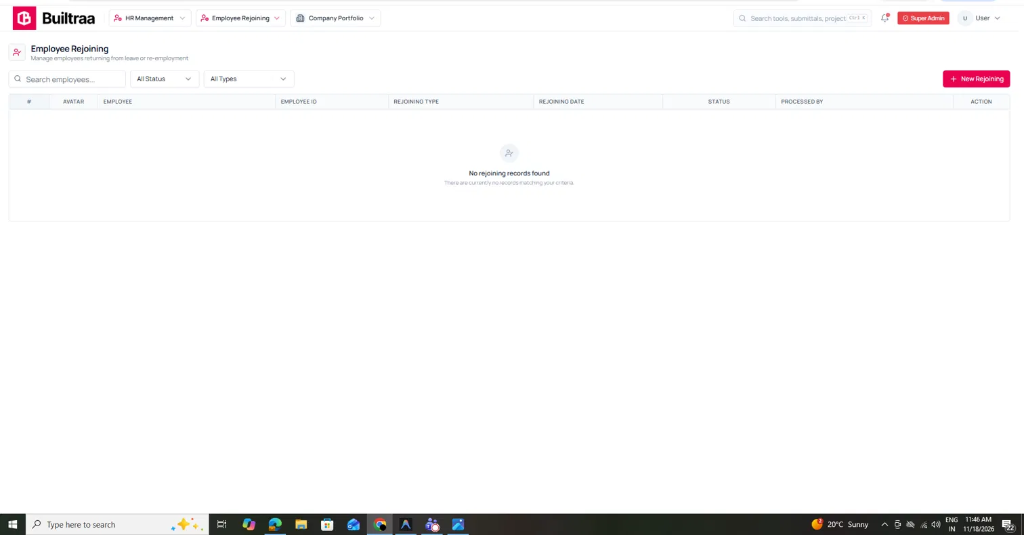 Builtraa
HR Management
Employee Rejoining
Company Portfolio
Search tools, submittals, project
Ctrl K
Super Admin
U
User
Employee Rejoining
Manage employees returning from leave or re-employment
Search employees...
All Status
All Types
+ New Rejoining
# AVATAR EMPLOYEE EMPLOYEE ID REJOINING TYPE REJOINING DATE STATUS PROCESSED BY ACTION
No rejoining records found
There are currently no records matching your criteria.
Type here to search
20°C Sunny
ENG
IN
11:46 AM
11/18/2026
22